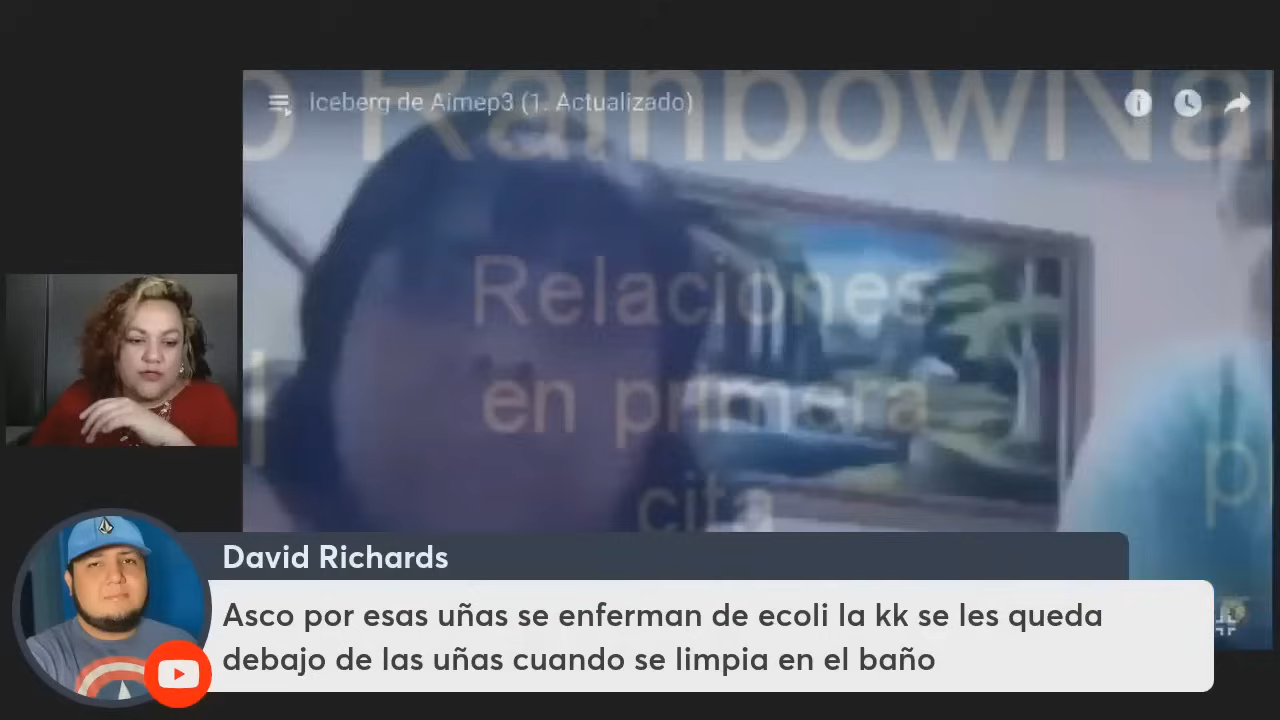 Iceberg de Aimep3 (1. Actualizado)
Relaciones
en primera
cita
David Richards
Asco por esas uñas se enferman de ecoli la kk se les queda
debajo de las uñas cuando se limpia en el baño